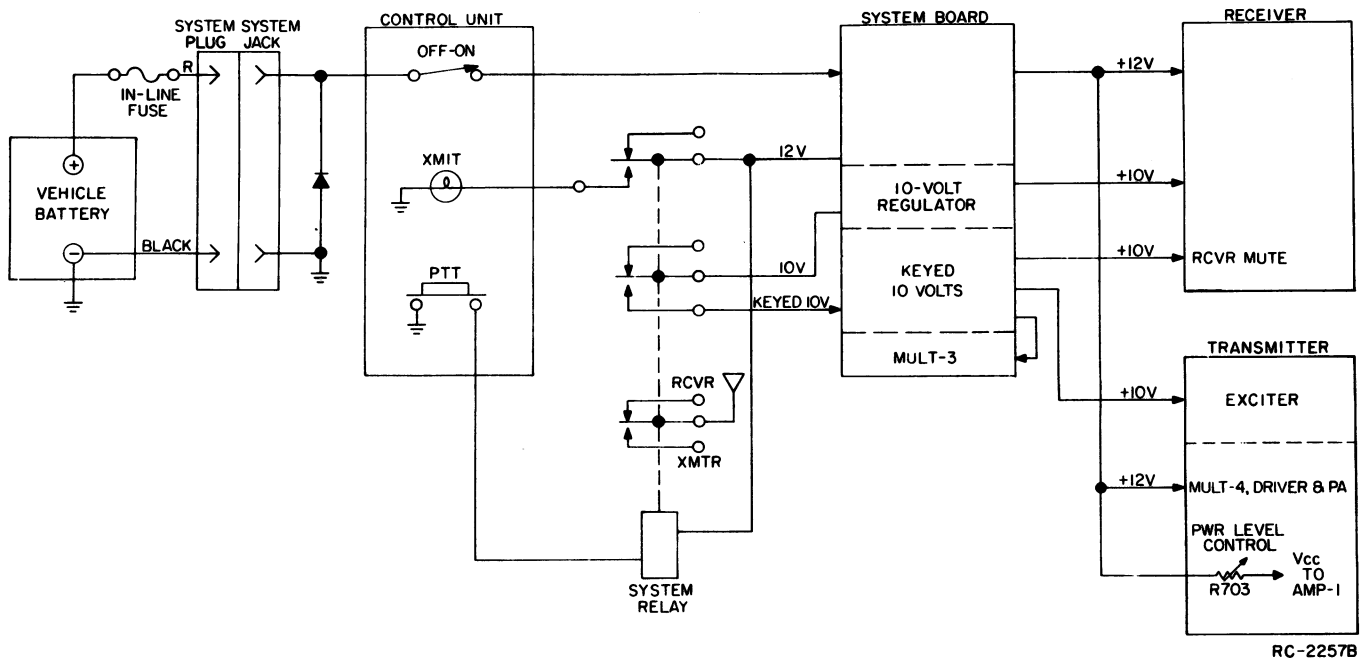 SYSTEM SYSTEM
PLUG JACK
R
IN-LINE
FUSE
+
VEHICLE
BATTERY
-
BLACK
CONTROL UNIT
OFF-ON
XMIT
PTT
RCVR
XMTR
SYSTEM
RELAY
12V
10V
KEYED 10V
SYSTEM BOARD
10-VOLT
REGULATOR
KEYED
10 VOLTS
MULT-3
+12V
+10V
+10V
RECEIVER
RCVR MUTE
TRANSMITTER
+10V
EXCITER
+12V
MULT-4, DRIVER & PA
PWR LEVEL
CONTROL
R703
Vcc
TO
AMP-1
RC-2257B